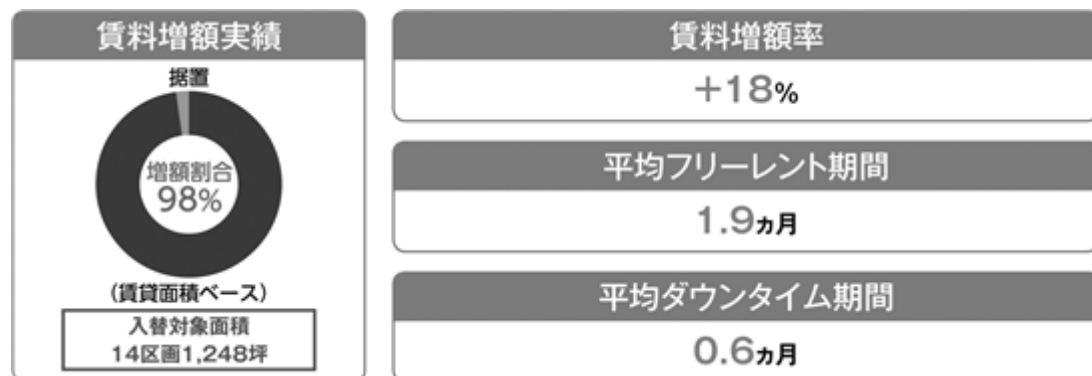 賃料増額実績
据置
増額割合
98%
(賃貸面積ベース)
入替対象面積
14区画1,248坪
賃料増額率
+18%
平均フリーレント期間
1.9ヵ月
平均ダウンタイム期間
0.6ヵ月